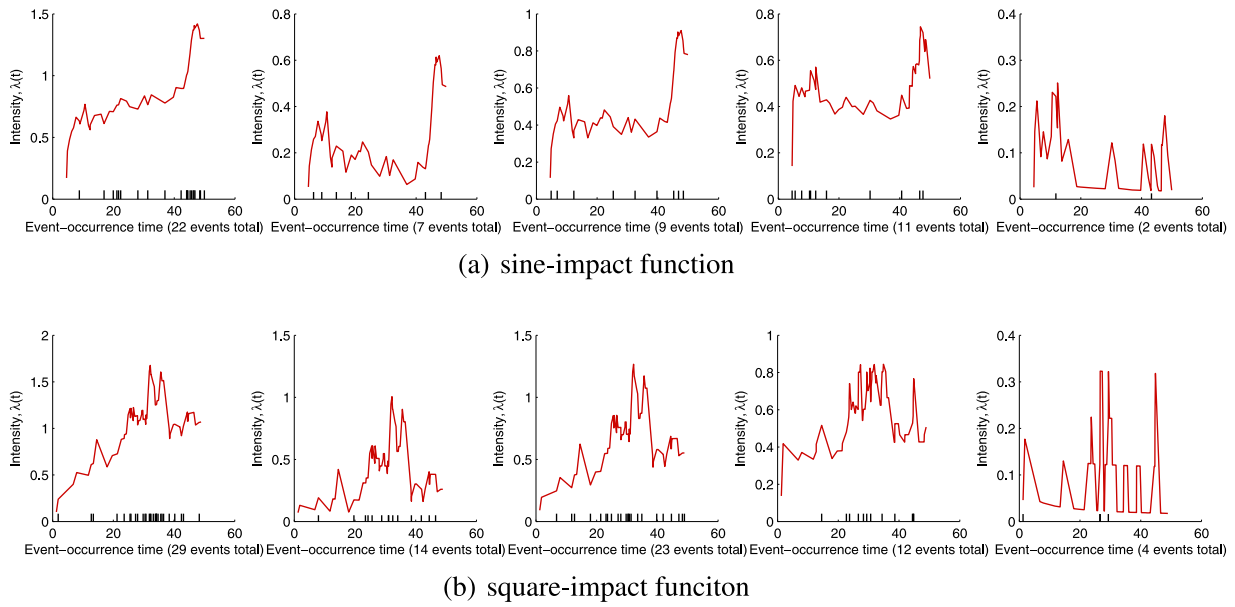 1.5
1
0.5
0
0 20 40 60
Intensity, λ(t)
Event−occurrence time (22 events total)
0.8
0.6
0.4
0.2
0
0 20 40 60
Intensity, λ(t)
Event−occurrence time (7 events total)
1
0.8
0.6
0.4
0.2
0
0 20 40 60
Intensity, λ(t)
Event−occurrence time (9 events total)
0.8
0.6
0.4
0.2
0
0 20 40 60
Intensity, λ(t)
Event−occurrence time (11 events total)
0.4
0.3
0.2
0.1
0
0 20 40 60
Intensity, λ(t)
Event−occurrence time (2 events total)
(a) sine-impact function
2
1.5
1
0.5
0
0 20 40 60
Intensity, λ(t)
Event−occurrence time (29 events total)
1.5
1
0.5
0
0 20 40 60
Intensity, λ(t)
Event−occurrence time (14 events total)
1.5
1
0.5
0
0 20 40 60
Intensity, λ(t)
Event−occurrence time (23 events total)
1
0.8
0.6
0.4
0.2
0
0 20 40 60
Intensity, λ(t)
Event−occurrence time (12 events total)
0.4
0.3
0.2
0.1
0
0 20 40 60
Intensity, λ(t)
Event−occurrence time (4 events total)
(b) square-impact funciton